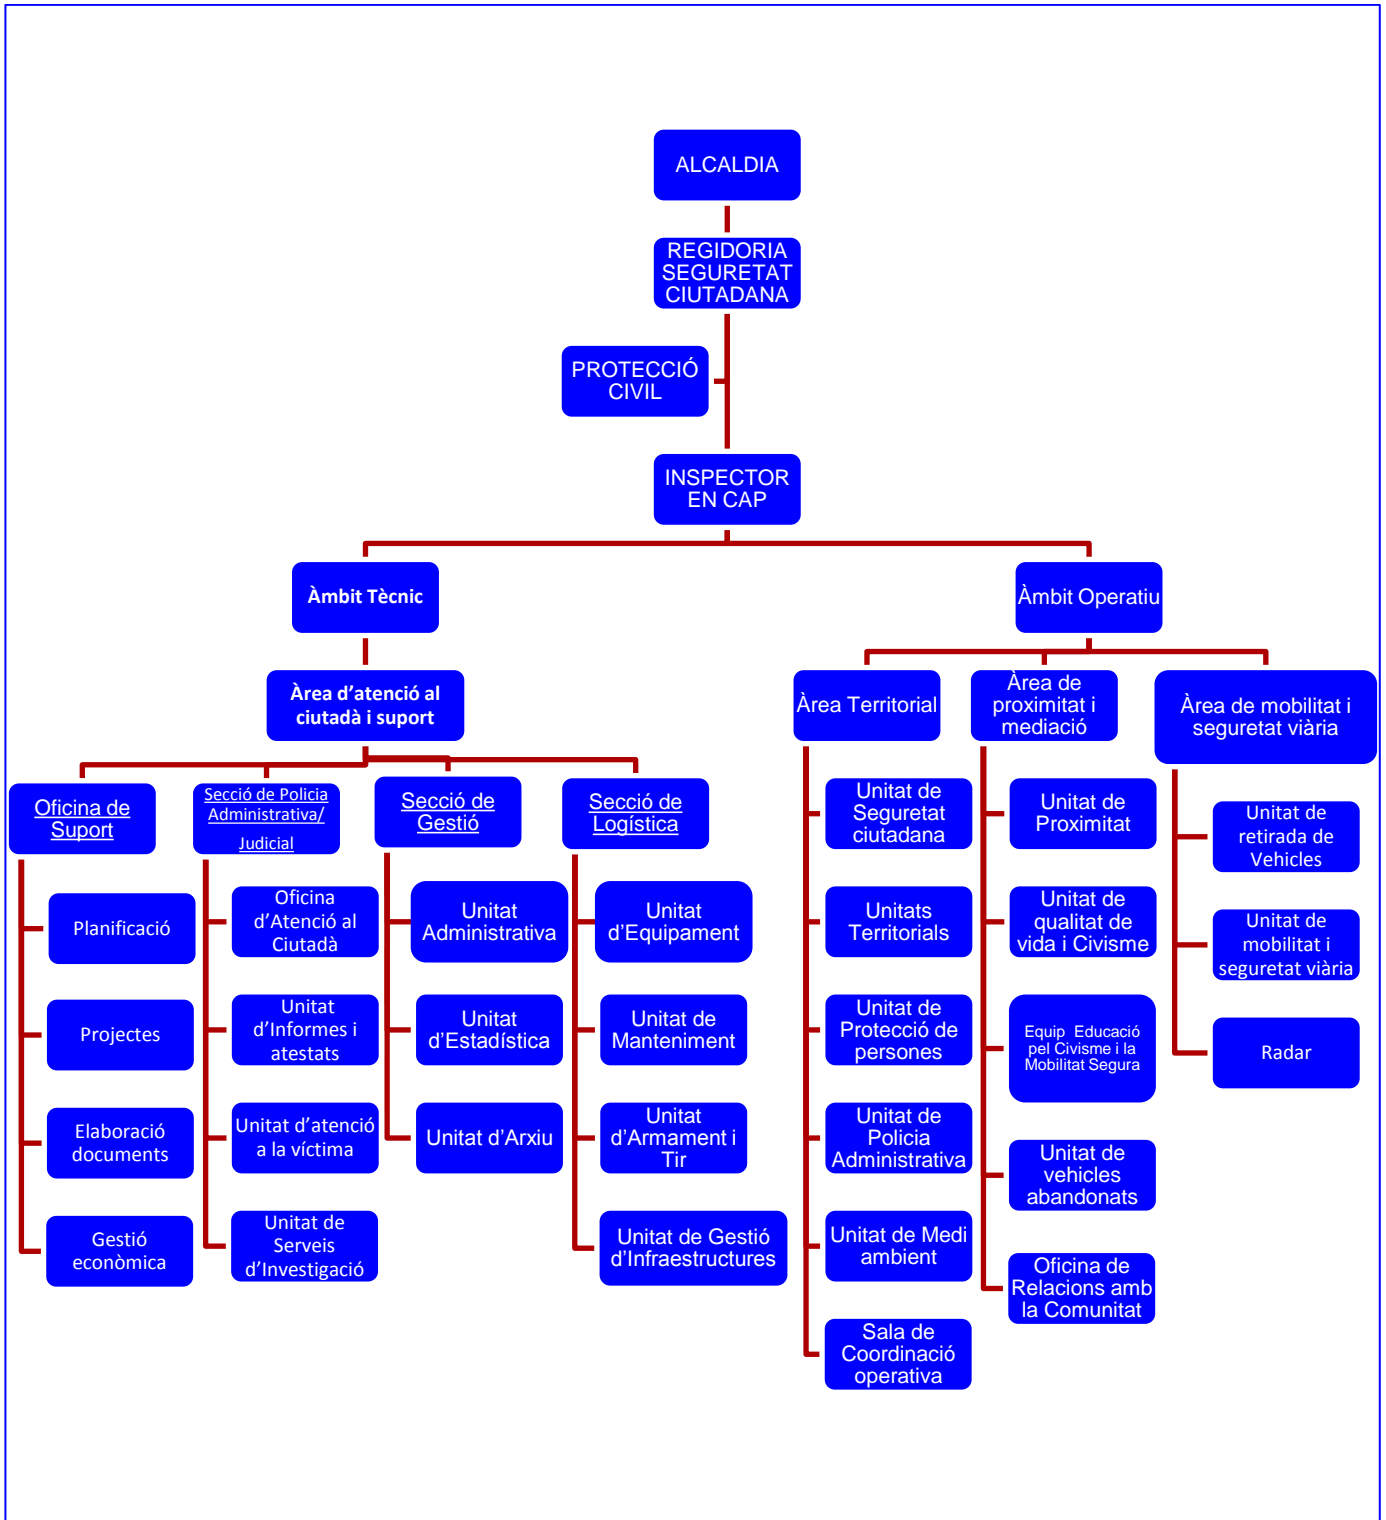 ALCALDIA
REGIDORIA
SEGURETAT
CIUTADANA
PROTECCIÓ
CIVIL
INSPECTOR
EN CAP
Àmbit Tècnic
Àmbit Operatiu
Àrea d’atenció al
ciutadà i suport
Àrea Territorial
Àrea de
proximitat i
mediació
Àrea de mobilitat i
seguretat viària
Oficina de
Suport
Secció de Policia
Administrativa/
Judicial
Secció de
Gestió
Secció de
Logística
Planificació
Projectes
Elaboració
documents
Gestió
econòmica
Oficina
d’Atenció al
Ciutadà
Unitat
d’Informes i
atestats
Unitat d’atenció
a la víctima
Unitat de
Serveis
d’Investigació
Unitat
Administrativa
Unitat
d’Estadística
Unitat d’Arxiu
Unitat
d’Equipament
Unitat de
Manteniment
Unitat
d’Armament i
Tir
Unitat de Gestió
d’Infraestructures
Unitat de
Seguretat
ciutadana
Unitats
Territorials
Unitat de
Protecció de
persones
Unitat de
Policia
Administrativa
Unitat de Medi
ambient
Sala de
Coordinació
operativa
Unitat de
Proximitat
Unitat de
qualitat de
vida i Civisme
Equip  Educació
pel Civisme i la
Mobilitat Segura
Unitat de
vehicles
abandonats
Oficina de
Relacions amb
la Comunitat
Unitat de
retirada de
Vehicles
Unitat de
mobilitat i
seguretat viària
Radar